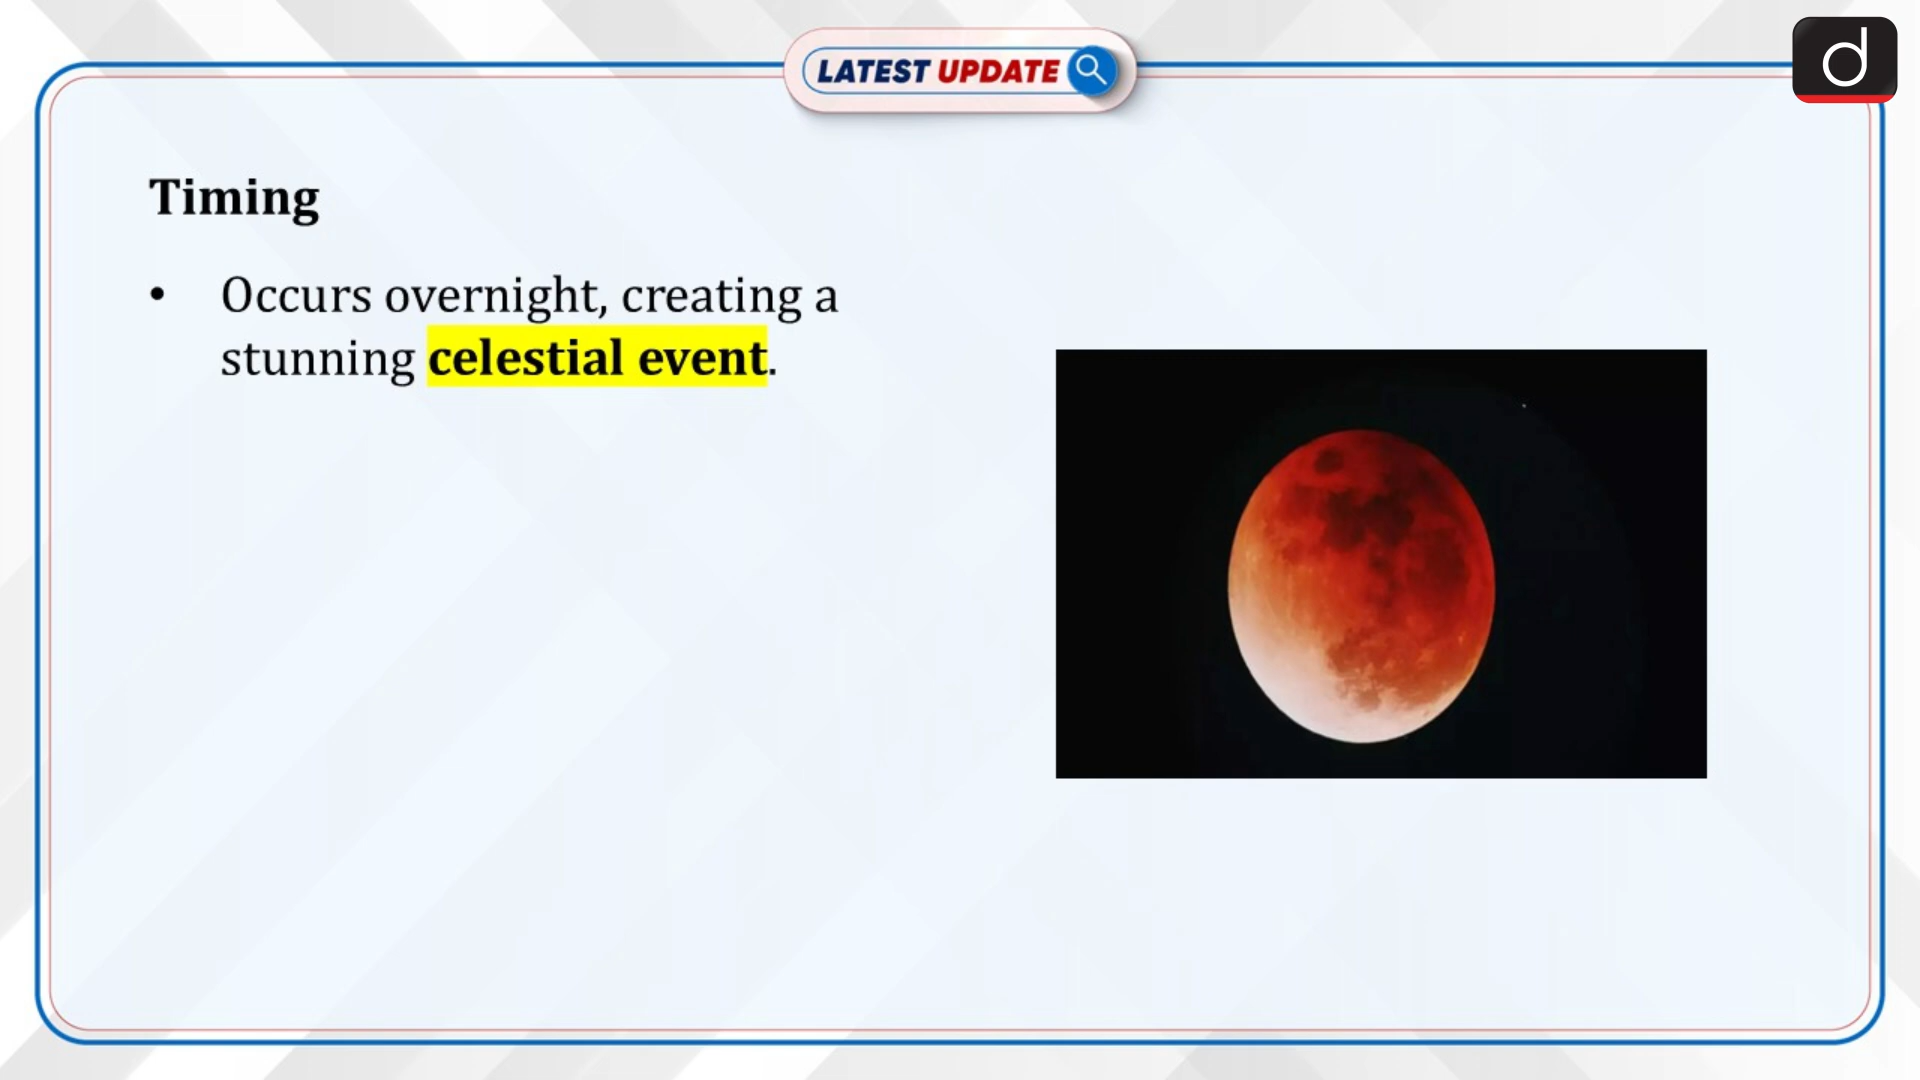 LATEST UPDATE
d
Timing
• Occurs overnight, creating a
stunning celestial event.